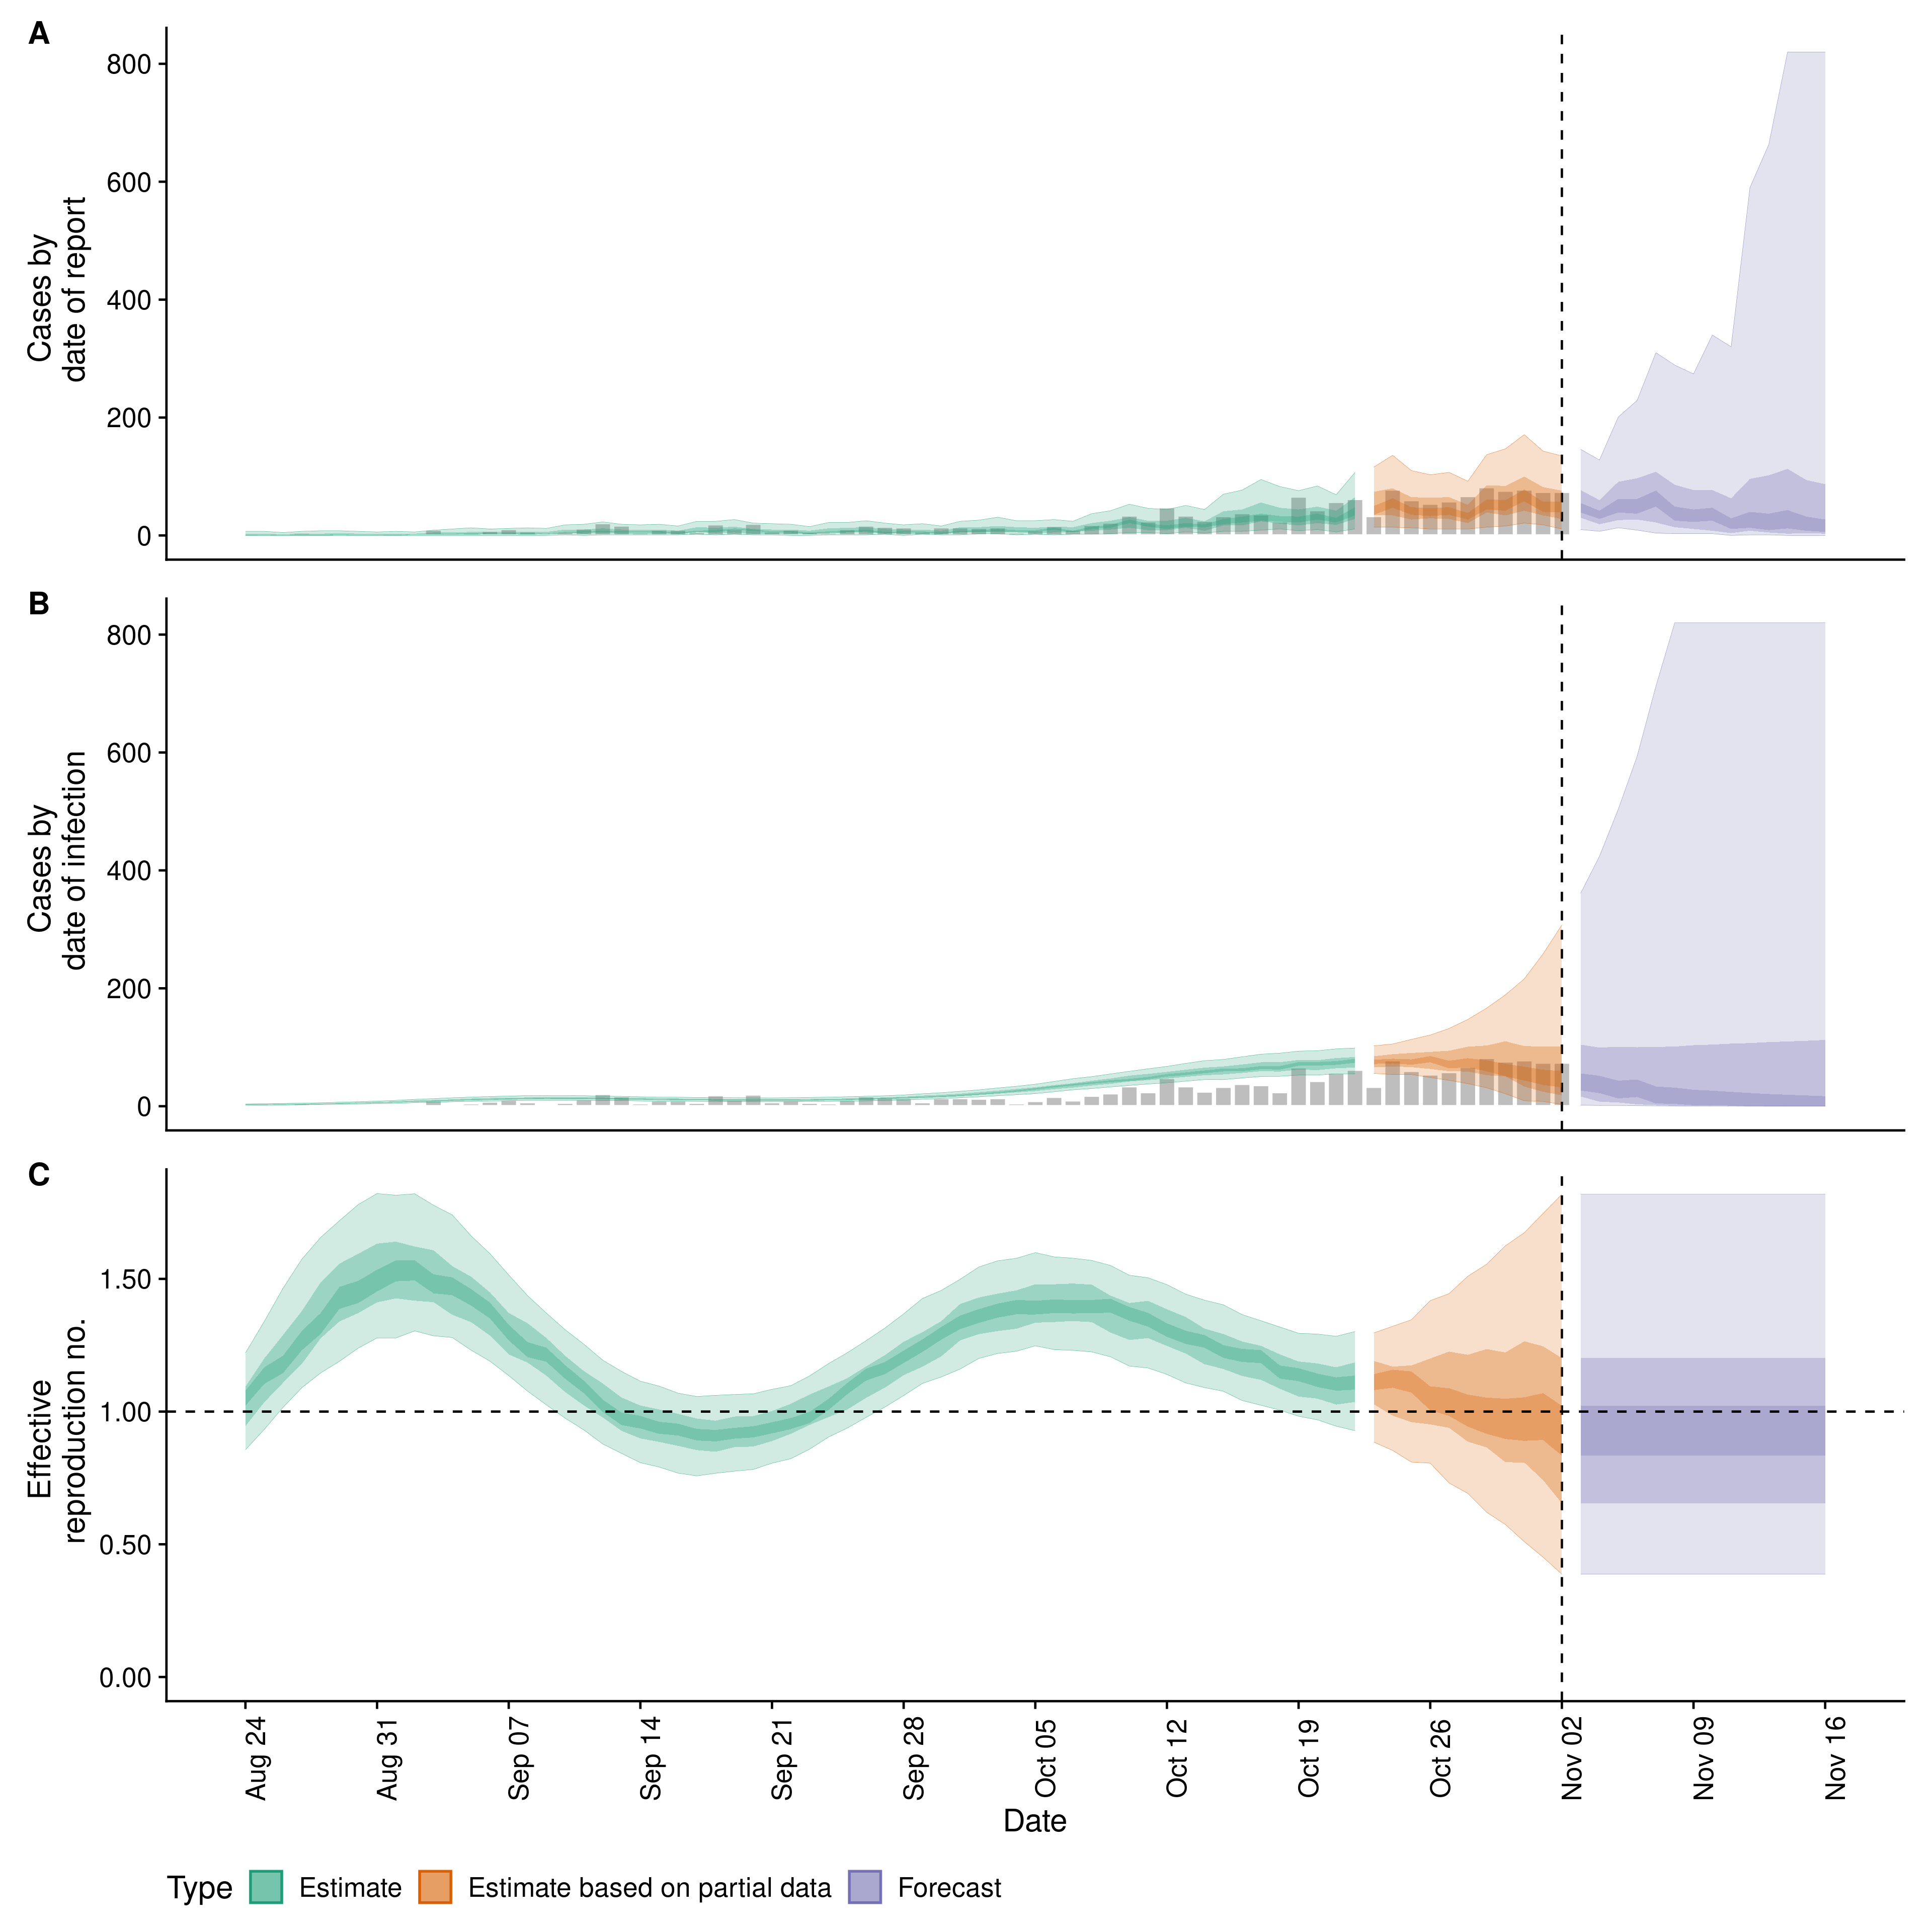 A
Cases by
date of report
800
600
400
200
0
B
Cases by
date of infection
800
600
400
200
0
C
Effective
reproduction no.
1.50
1.00
0.50
0.00
Aug 24
Aug 31
Sep 07
Sep 14
Sep 21
Sep 28
Oct 05
Oct 12
Oct 19
Oct 26
Nov 02
Nov 09
Nov 16
Date
Type Estimate Estimate based on partial data Forecast